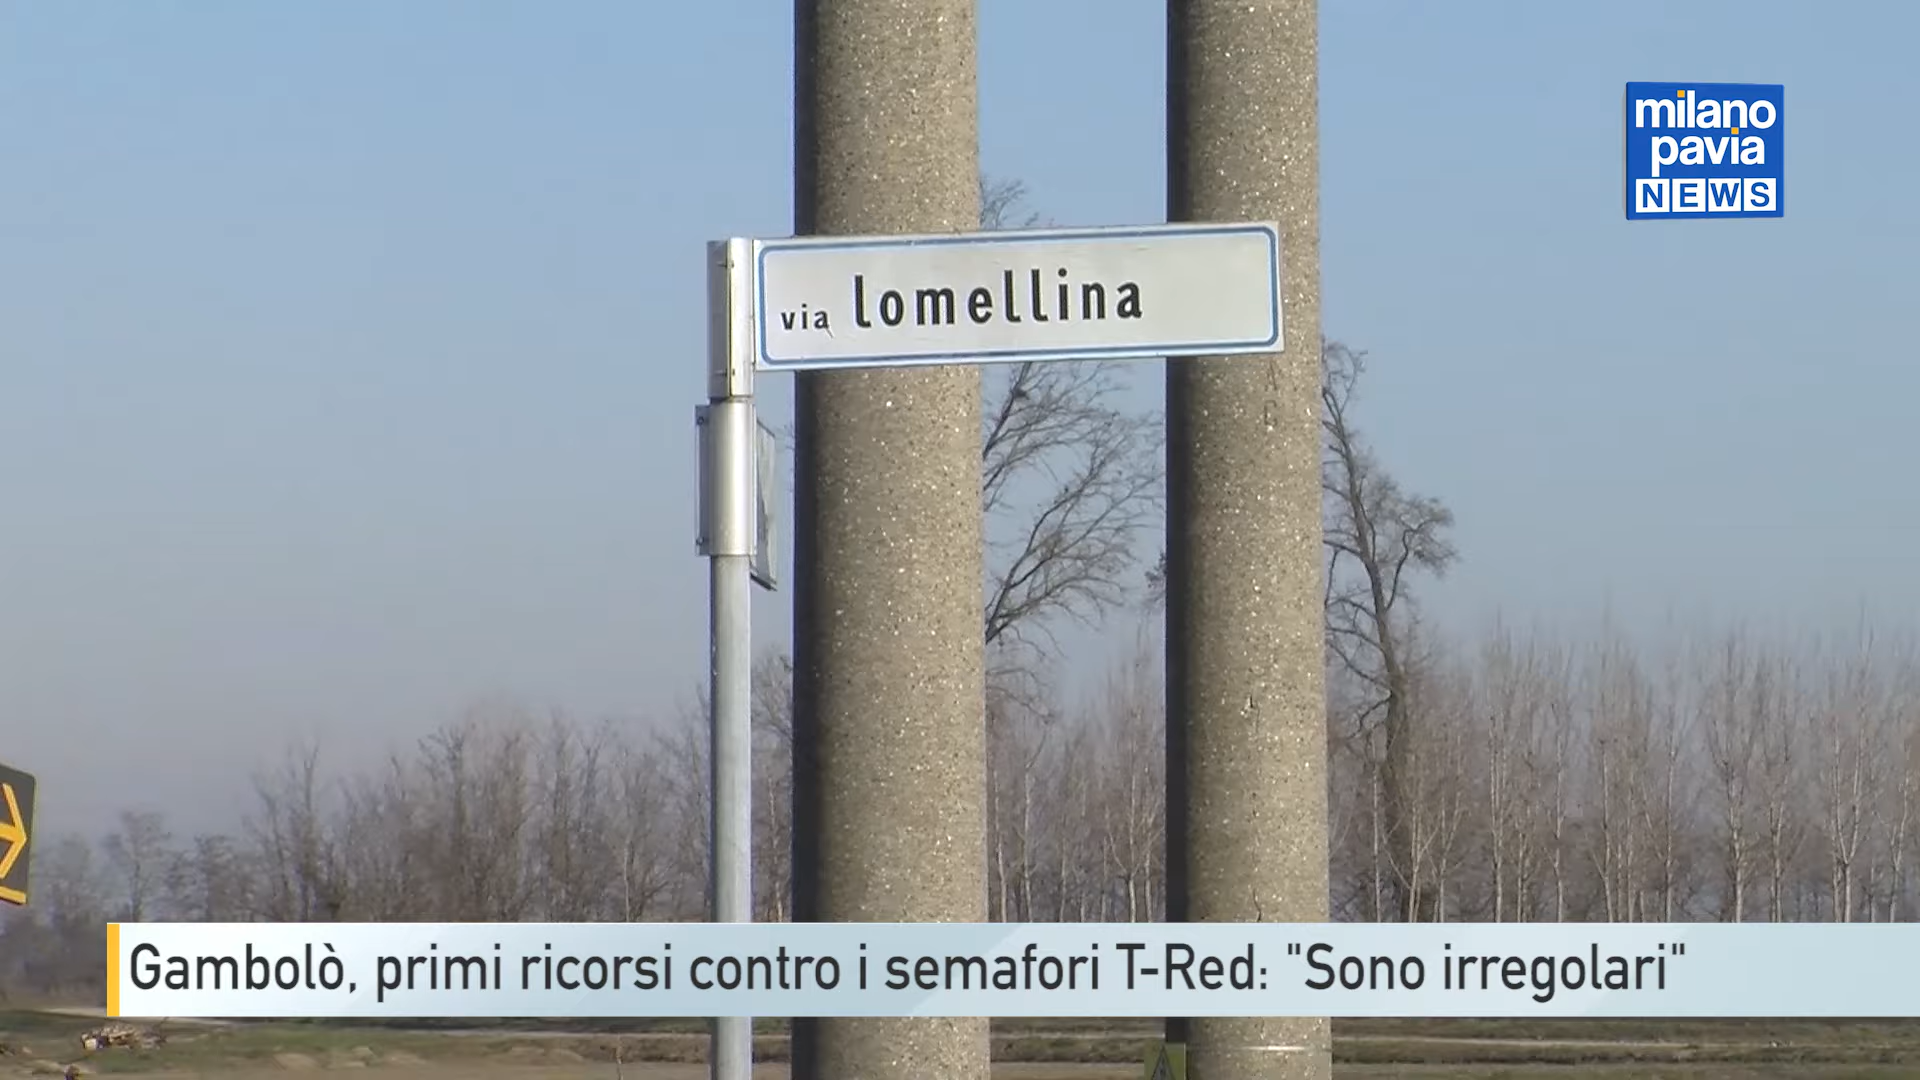 milano
pavia
NEWS
via lomellina
Gambolò, primi ricorsi contro i semafori T-Red: "Sono irregolari"